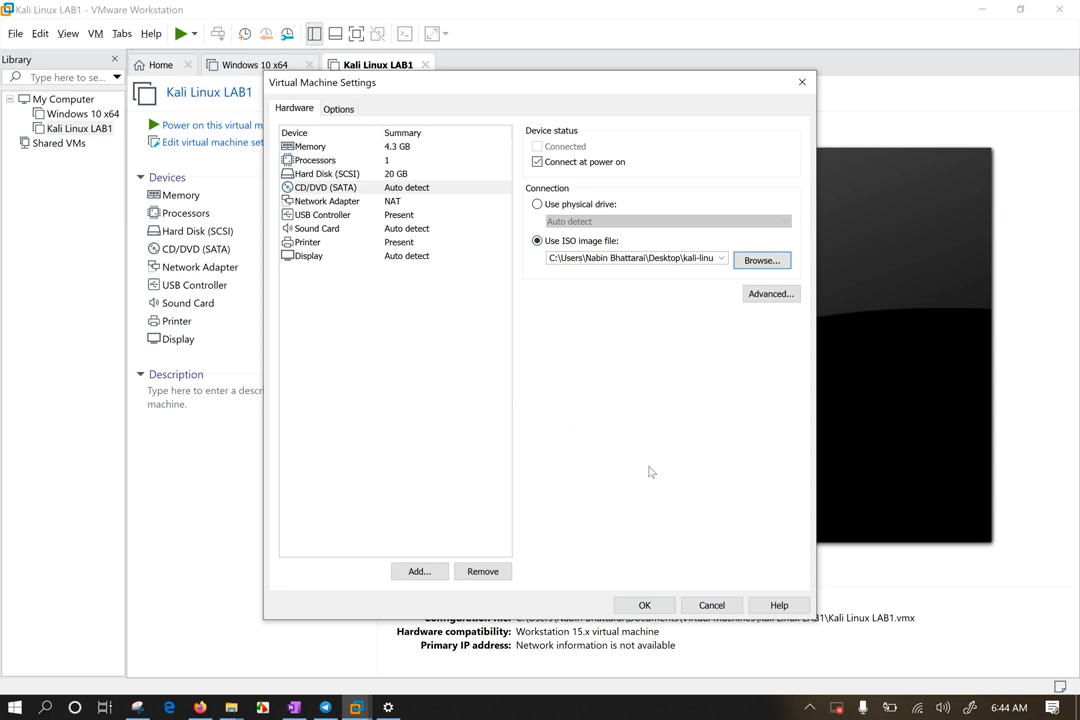 Kali Linux LAB1 - VMware Workstation
File Edit View VM Tabs Help
Library
Type here to se...
My Computer
Windows 10 x64
Kali Linux LAB1
Shared VMs
Home
Windows 10 x64
Kali Linux LAB1
Kali Linux LAB1
Power on this virtual m
Edit virtual machine set
Devices
Memory
Processors
Hard Disk (SCSI)
CD/DVD (SATA)
Network Adapter
USB Controller
Sound Card
Printer
Display
Description
Type here to enter a descr
machine.
Virtual Machine Settings
Hardware Options
Device Summary
Memory 4.3 GB
Processors 1
Hard Disk (SCSI) 20 GB
CD/DVD (SATA) Auto detect
Network Adapter NAT
USB Controller Present
Sound Card Auto detect
Printer Present
Display Auto detect
Add... Remove
Device status
Connected
Connect at power on
Connection
Use physical drive:
Auto detect
Use ISO image file:
C:\Users\Nabin Bhattarai\Desktop\kali-linu
Browse...
Advanced...
OK Cancel Help
Hardware compatibility: Workstation 15.x virtual machine
Primary IP address: Network information is not available
6:44 AM